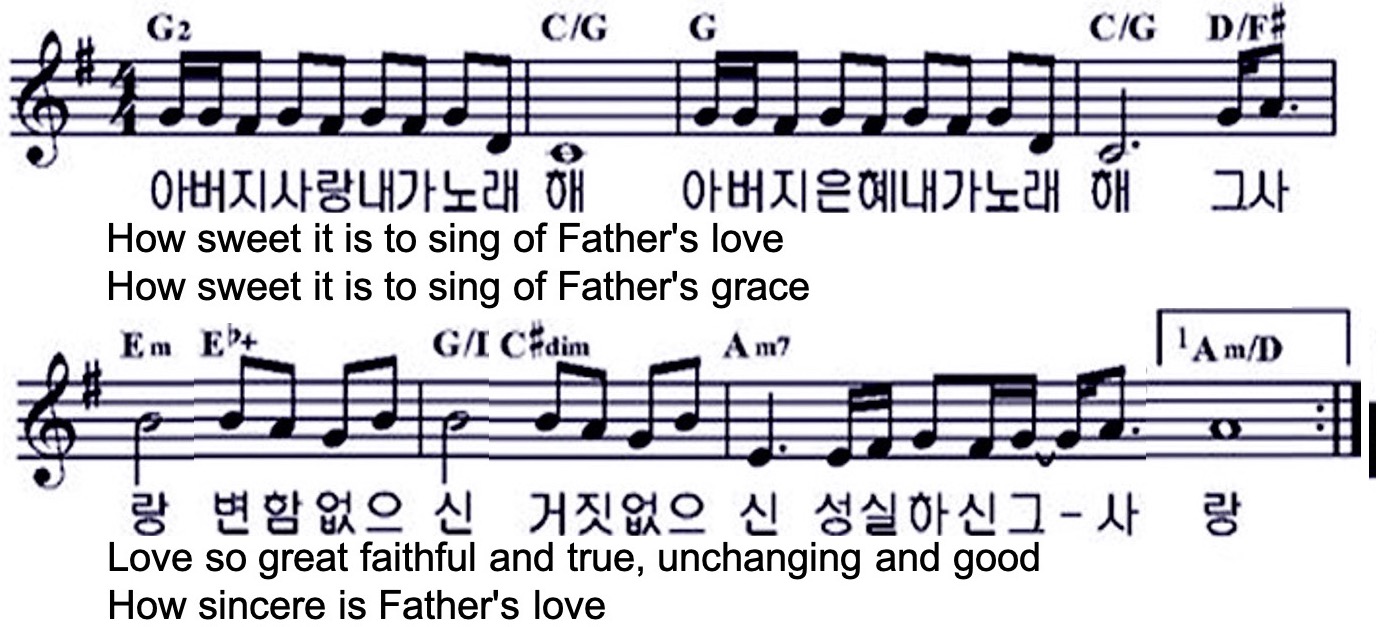 G2 C/G G C/G D/F#
아버지사랑내가노래 해 아버지은혜내가노래 해 그사
How sweet it is to sing of Father's love
How sweet it is to sing of Father's grace
Em E♭+ G/I C#dim Am7 1 Am/D
랑 변함없으 신 거짓없으 신 성실하신그-사 랑
Love so great faithful and true, unchanging and good
How sincere is Father's love